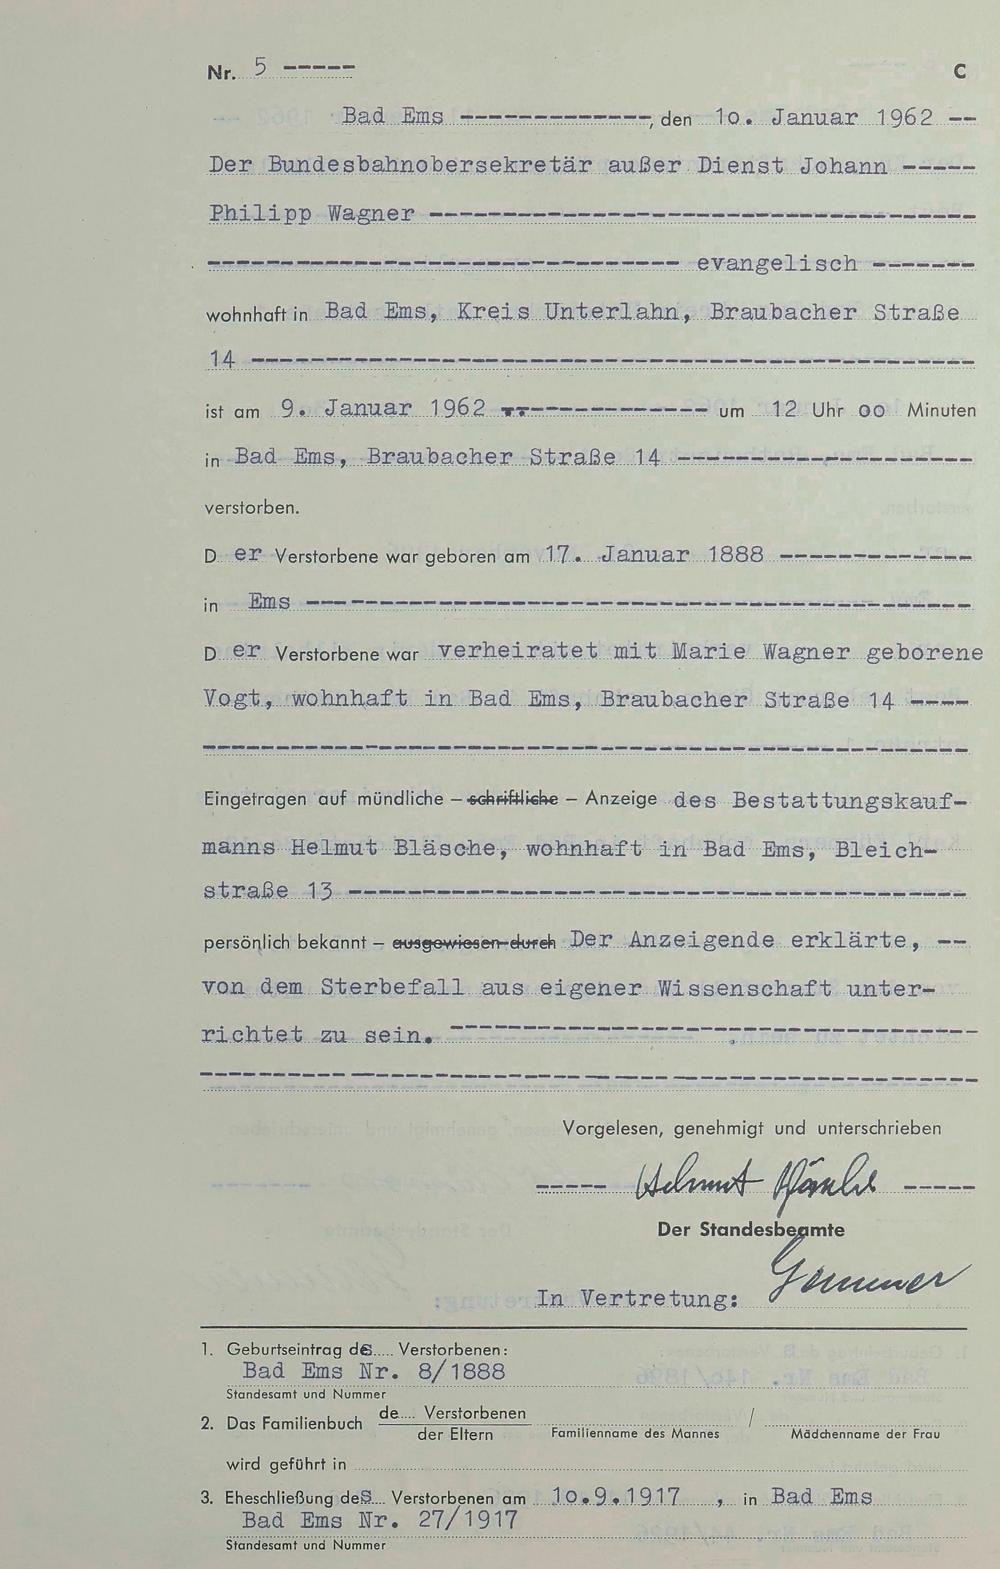 Nr. 5 ----- C
Bad Ems -------------, den 1o. Januar 1962 --
Der Bundesbahnobersekretär außer Dienst Johann -----
Philipp Wagner -------------------------------------
-------------------------------- evangelisch -------
wohnhaft in Bad Ems, Kreis Unterlahn, Braubacher Straße
14 -------------------------------------------------
ist am 9. Januar 1962 -------------- um 12 Uhr oo Minuten
in Bad Ems, Braubacher Straße 14 --------------------
verstorben.
D er Verstorbene war geboren am 17. Januar 1888 -------------
in Ems ---------------------------------------------
D er Verstorbene war verheiratet mit Marie Wagner geborene
Vogt, wohnhaft in Bad Ems, Braubacher Straße 14 ----
----------------------------------------------------
Eingetragen auf mündliche – schriftliche – Anzeige des Bestattungskauf-
manns Helmut Bläsche, wohnhaft in Bad Ems, Bleich-
straße 13 ------------------------------------------
persönlich bekannt – ausgewiesen durch Der Anzeigende erklärte, --
von dem Sterbefall aus eigener Wissenschaft unter-
richtet zu sein. ------------------------------------
-----------------------------------------------------
Vorgelesen, genehmigt und unterschrieben
----- Helmut Bläsche -----
Der Standesbeamte
In Vertretung:
1. Geburtseintrag des..... Verstorbenen:
Bad Ems Nr. 8/1888
Standesamt und Nummer
2. Das Familienbuch de.... Verstorbenen
der Eltern
/
Familienname des Mannes Mädchenname der Frau
wird geführt in
3. Eheschließung des.... Verstorbenen am 1o.9.1917 , in Bad Ems
Bad Ems Nr. 27/1917
Standesamt und Nummer